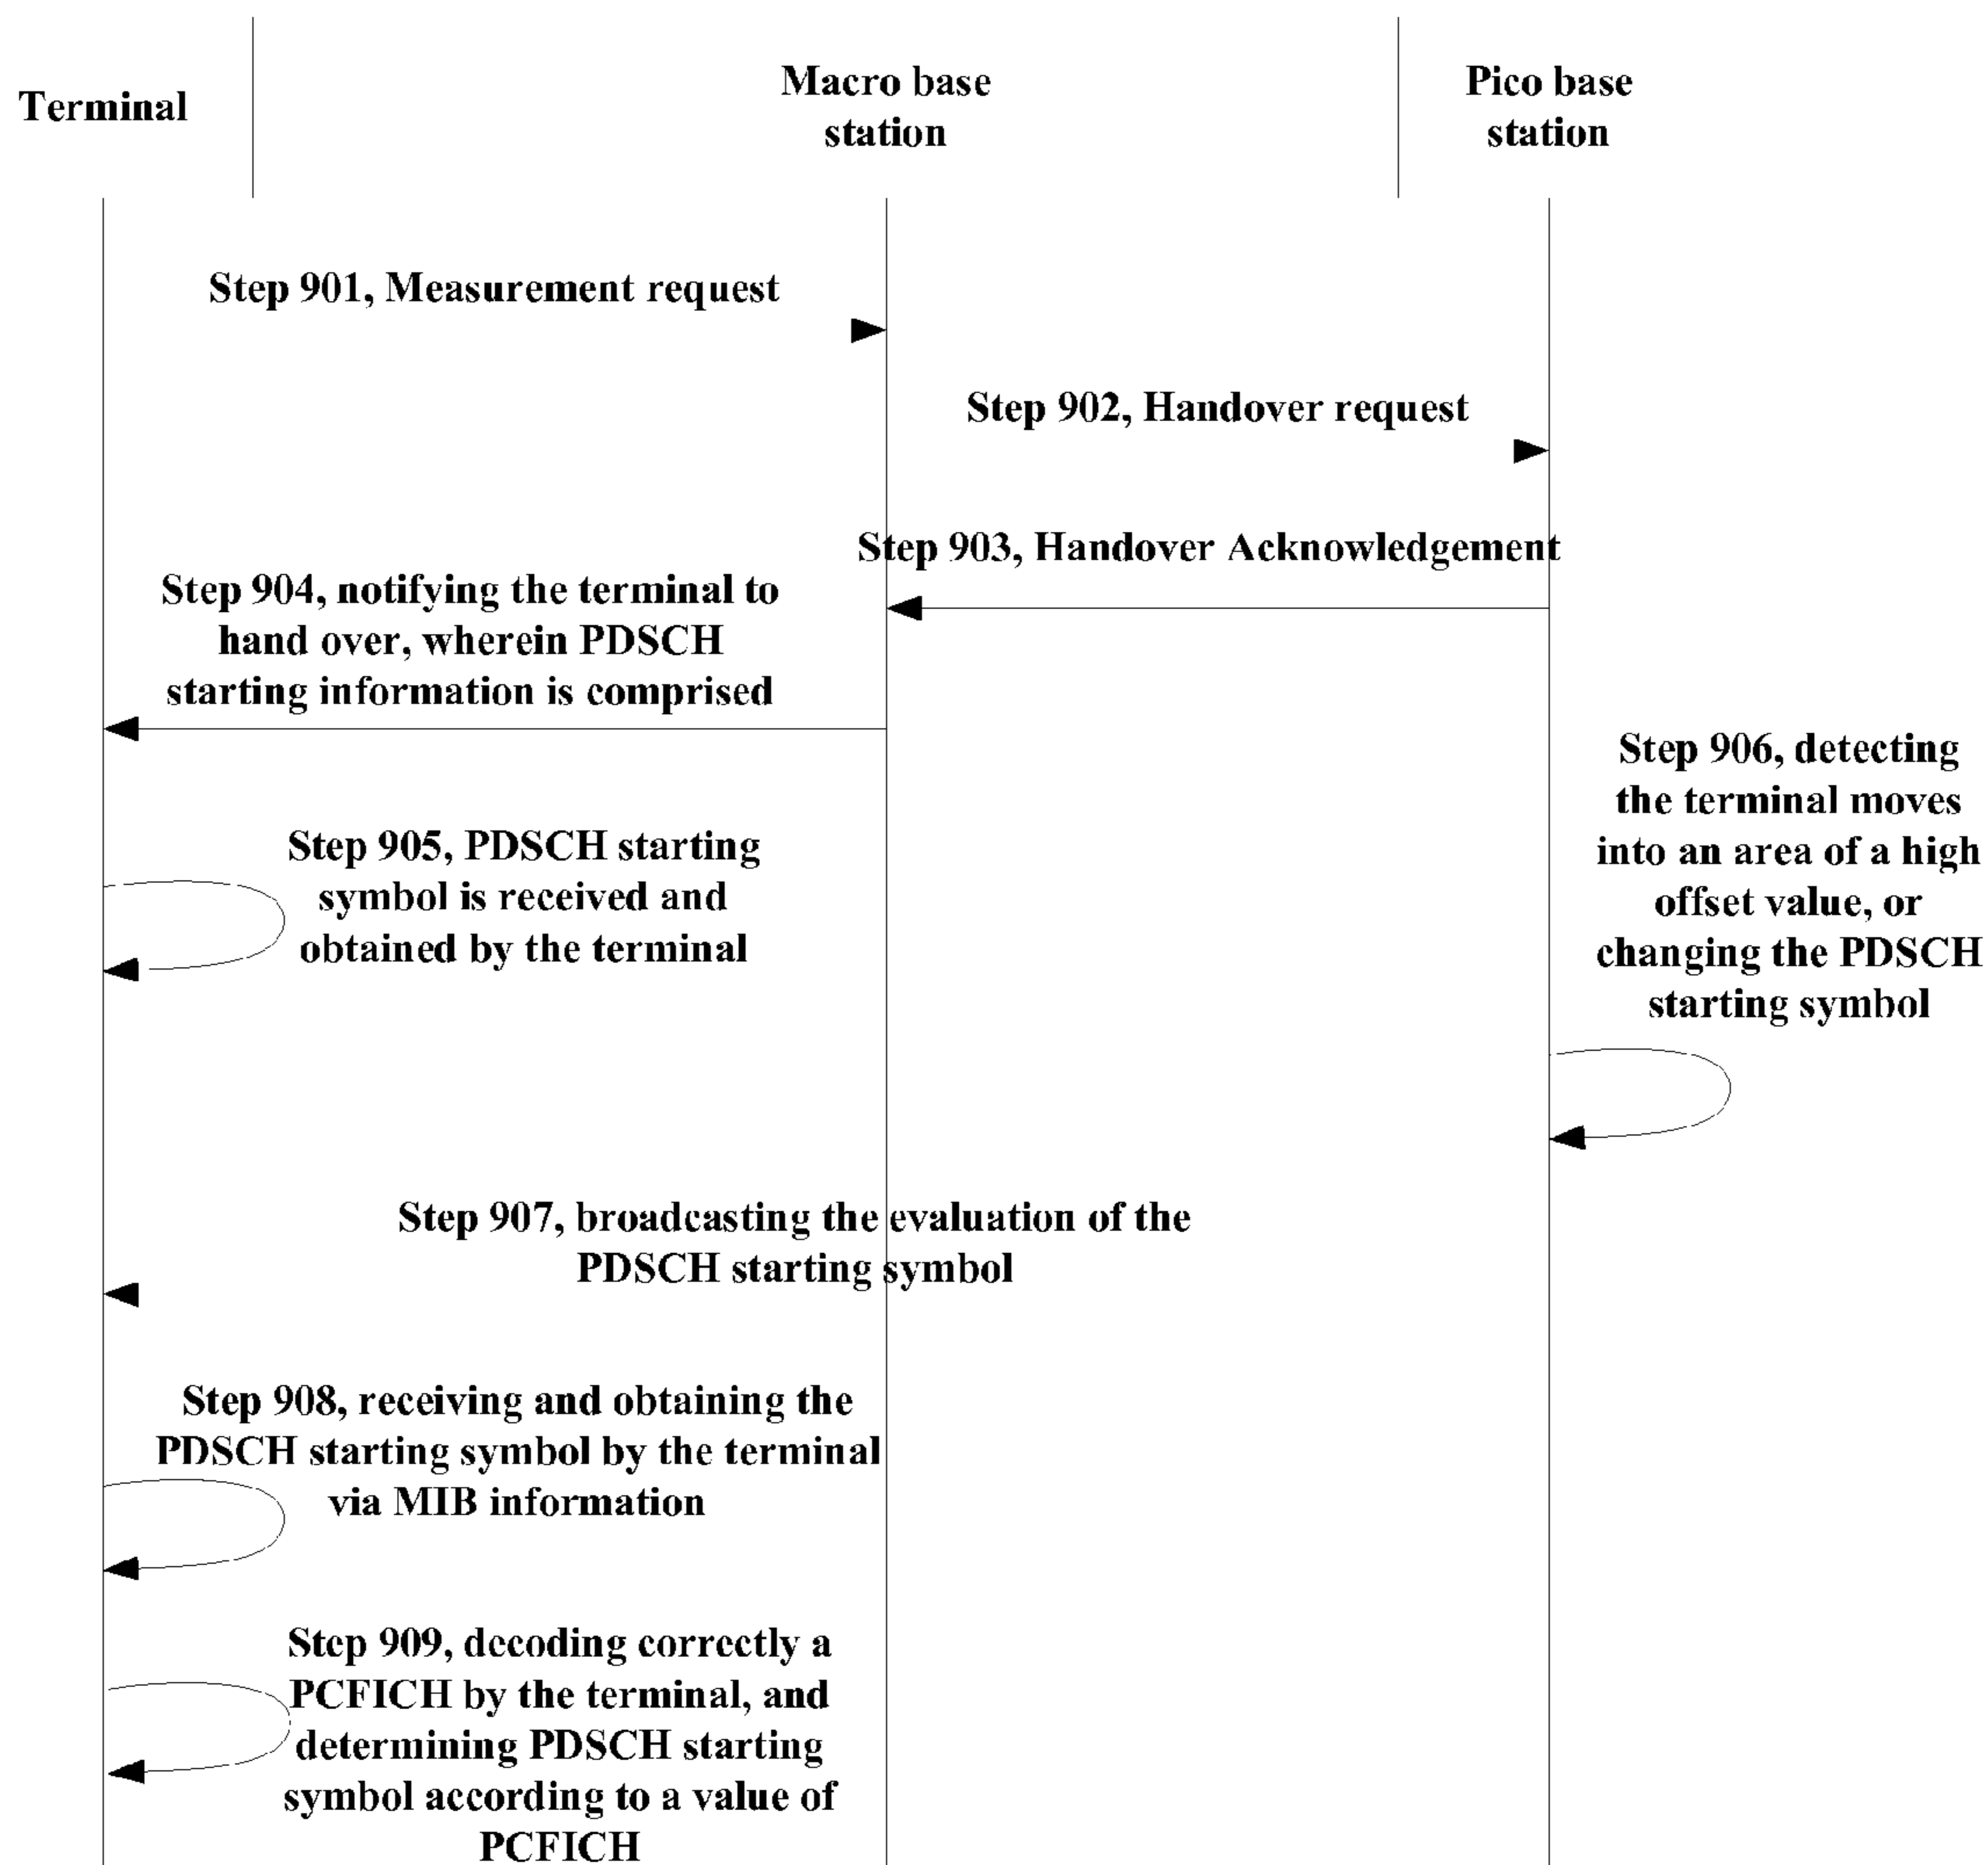 Terminal
Macro base
station
Pico base
station
Step 901, Measurement request
Step 902, Handover request
Step 903, Handover Acknowledgement
Step 904, notifying the terminal to
hand over, wherein PDSCH
starting information is comprised
Step 905, PDSCH starting
symbol is received and
obtained by the terminal
Step 906, detecting
the terminal moves
into an area of a high
offset value, or
changing the PDSCH
starting symbol
Step 907, broadcasting the evaluation of the
PDSCH starting symbol
Step 908, receiving and obtaining the
PDSCH starting symbol by the terminal
via MIB information
Step 909, decoding correctly a
PCFICH by the terminal, and
determining PDSCH starting
symbol according to a value of
PCFICH